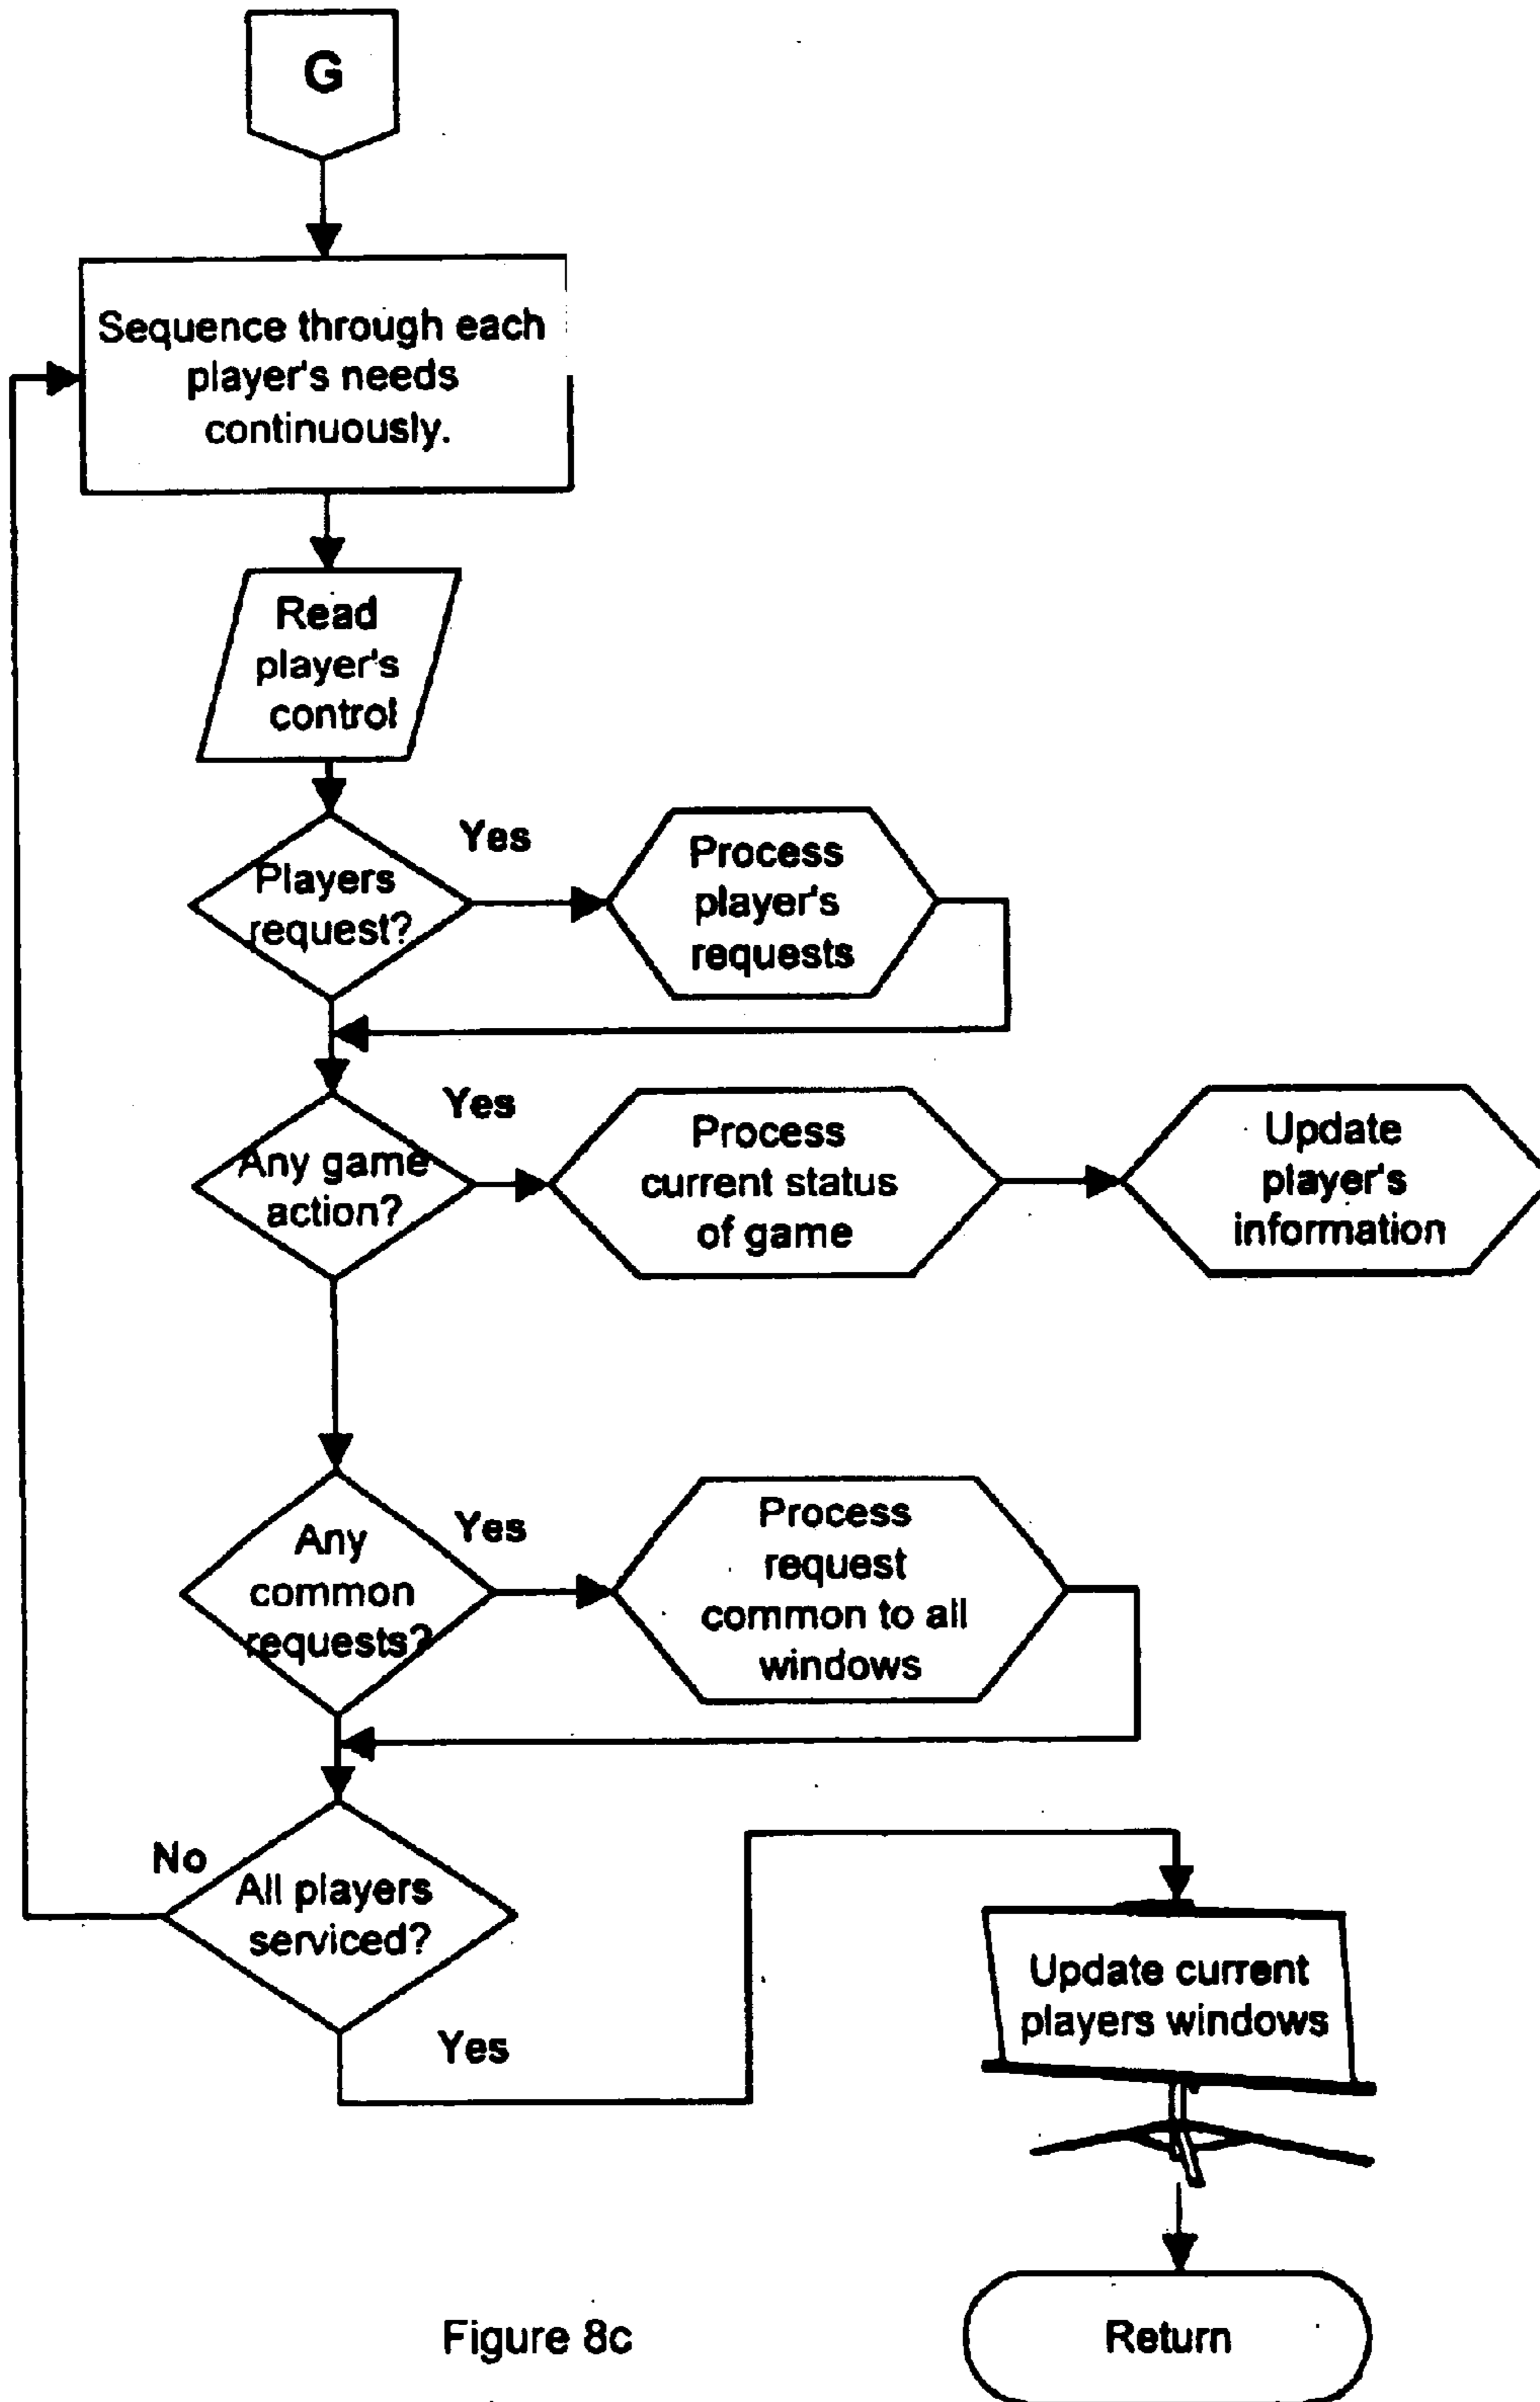 G
Sequence through each
player's needs
continuously.
Read
player's
control
Players
request?
Yes
Process
player's
requests
Any game
action?
Yes
Process
current status
of game
Update
player's
information
Any
common
requests?
Yes
Process
request
common to all
windows
All players
serviced?
No
Yes
Update current
players windows
Return
Figure 8c